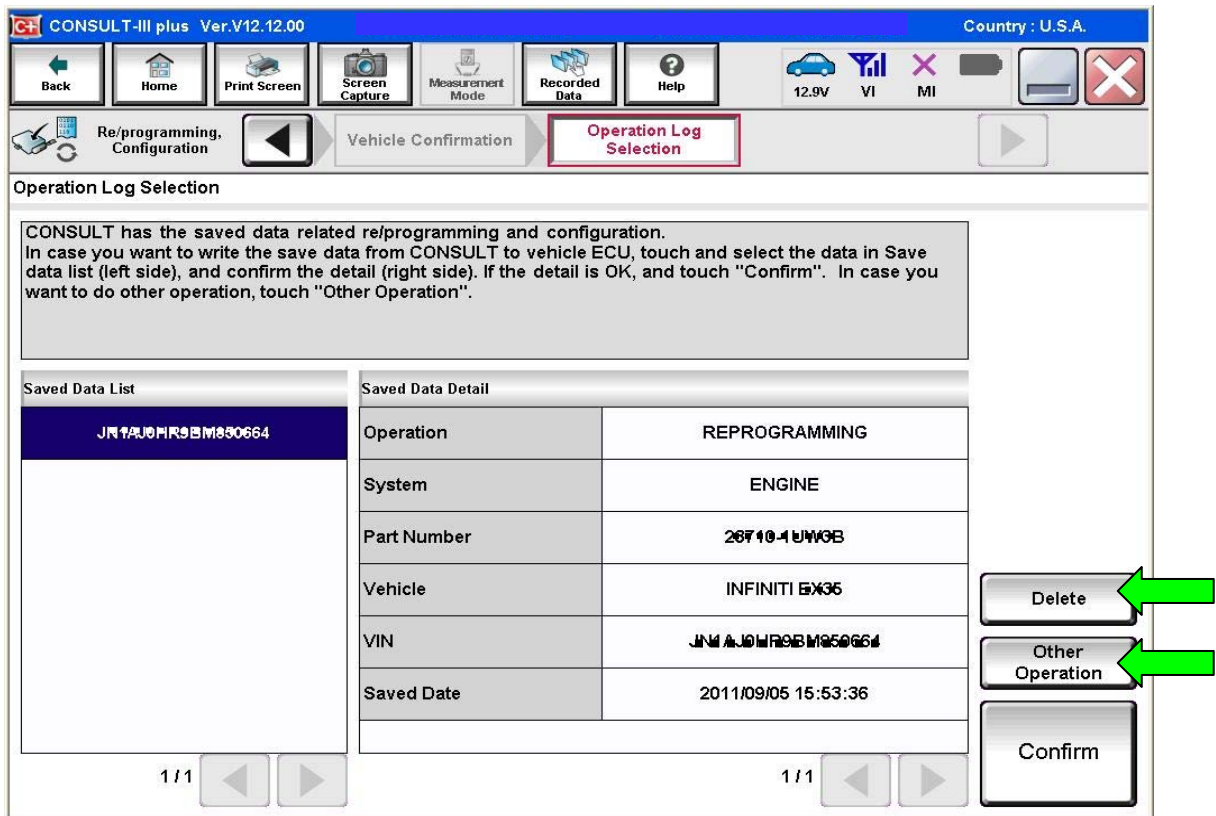 CONSULT-III plus Ver.V12.12.00 Country : U.S.A.
Back
Home
Print Screen
Screen
Capture
Measurement
Mode
Recorded
Data
Help
12.9V
VI
MI
Re/programming,
Configuration
Vehicle Confirmation
Operation Log
Selection
Operation Log Selection
CONSULT has the saved data related re/programming and configuration.
In case you want to write the save data from CONSULT to vehicle ECU, touch and select the data in Save
data list (left side), and confirm the detail (right side). If the detail is OK, and touch "Confirm". In case you
want to do other operation, touch "Other Operation".
Saved Data List
Saved Data Detail
Operation REPROGRAMMING
System ENGINE
Part Number
Vehicle INFINITI EX35
VIN
Saved Date 2011/09/05 15:53:36
1/1
1/1
Delete
Other
Operation
Confirm